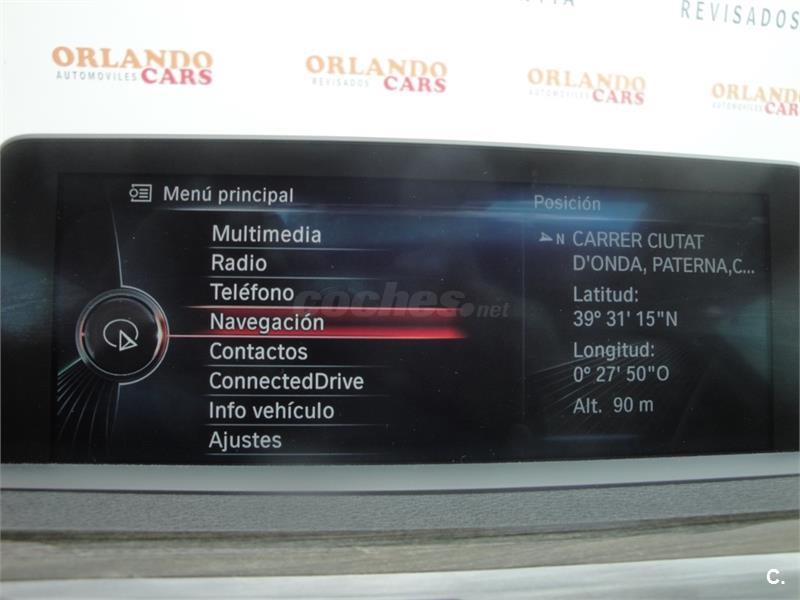 REVISADOS
ORLANDO
AUTOMOVILES CARS
ORLANDO
REVISADOS CARS
ORLANDO
AUTOMOVILES CARS
ORLANDO
AUTOMOVILES CARS
Menú principal
Multimedia
Radio
Teléfono
Navegación
Contactos
ConnectedDrive
Info vehículo
Ajustes
Posición
N CARRER CIUTAT
D'ONDA, PATERNA,C...
Latitud:
39° 31' 15"N
Longitud:
0° 27' 50"O
Alt. 90 m
coches.net
C.